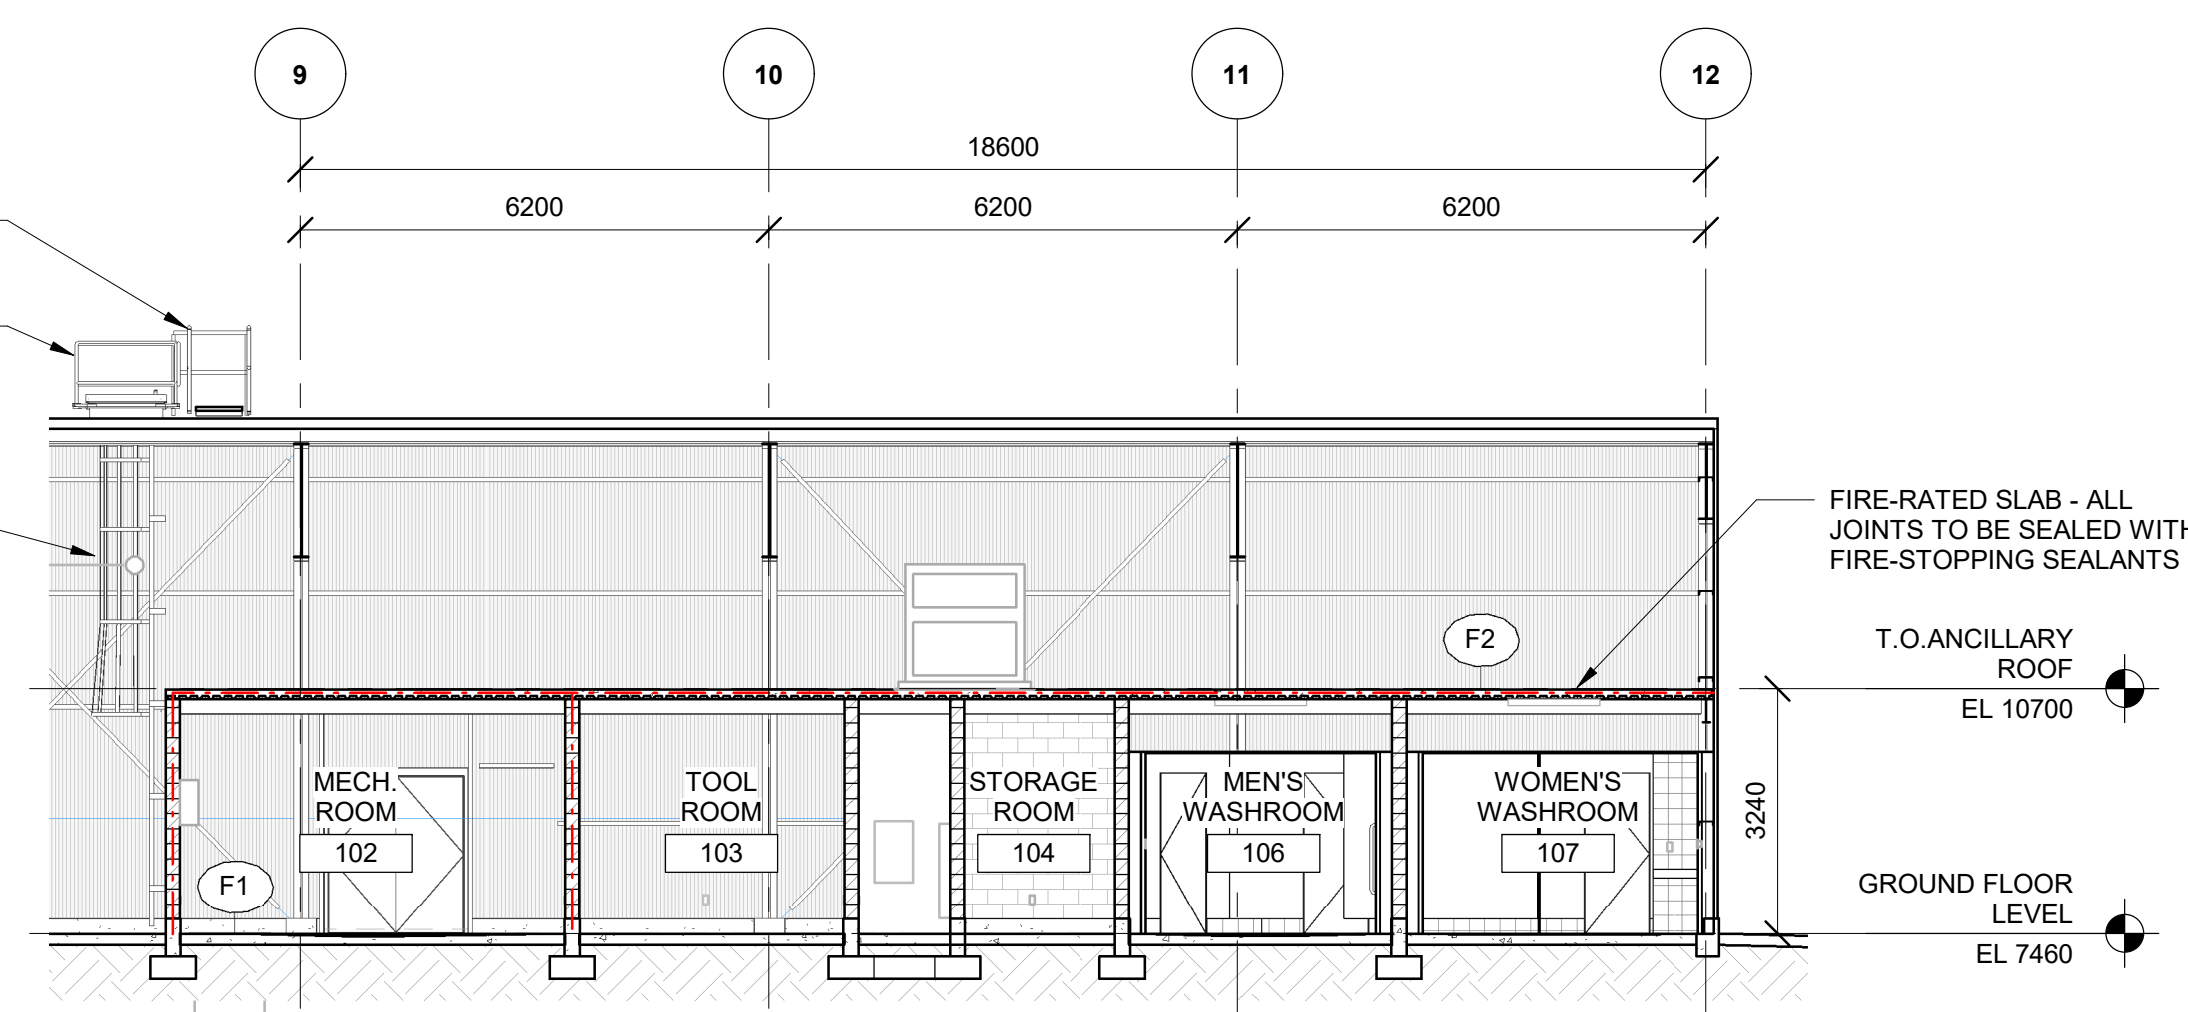 9
10
11
12
18600
6200
6200
6200
FIRE-RATED SLAB - ALL
JOINTS TO BE SEALED WITH
FIRE-STOPPING SEALANTS
F2
T.O.ANCILLARY
ROOF
EL 10700
MECH.
ROOM
102
TOOL
ROOM
103
STORAGE
ROOM
104
MEN'S
WASHROOM
106
WOMEN'S
WASHROOM
107
3240
F1
GROUND FLOOR
LEVEL
EL 7460